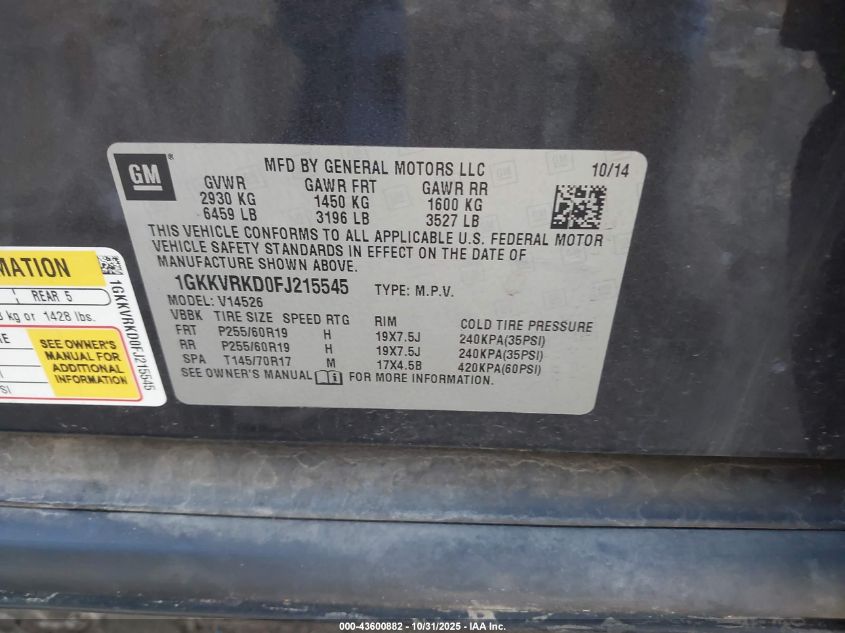 GM ®
MFD BY GENERAL MOTORS LLC 10/14
GVWR GAWR FRT GAWR RR
2930 KG 1450 KG 1600 KG
6459 LB 3196 LB 3527 LB
THIS VEHICLE CONFORMS TO ALL APPLICABLE U.S. FEDERAL MOTOR
VEHICLE SAFETY STANDARDS IN EFFECT ON THE DATE OF
MANUFACTURE SHOWN ABOVE.
1GKKVRKD0FJ215545 TYPE: M.P.V.
MODEL: V14526
VBBK TIRE SIZE SPEED RTG RIM COLD TIRE PRESSURE
FRT P255/60R19 H 19X7.5J 240KPA(35PSI)
RR P255/60R19 H 19X7.5J 240KPA(35PSI)
SPA T145/70R17 M 17X4.5B 420KPA(60PSI)
SEE OWNER'S MANUAL FOR MORE INFORMATION.
MATION
REAR 5
kg or 1428 lbs.
SEE OWNER'S
MANUAL FOR
ADDITIONAL
INFORMATION
1GKKVRKD0FJ215545
000-43600882 - 10/31/2025 - IAA Inc.